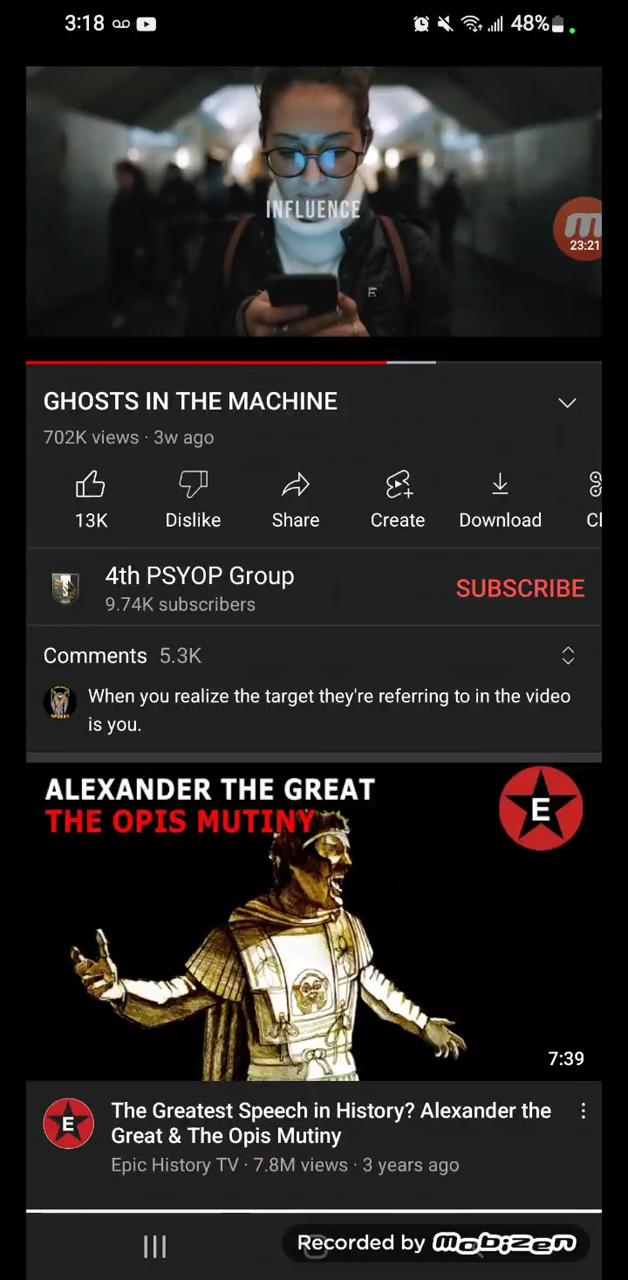 3:18
48%
INFLUENCE
23:21
GHOSTS IN THE MACHINE
702K views · 3w ago
13K
Dislike
Share
Create
Download
Cl
4th PSYOP Group
9.74K subscribers
SUBSCRIBE
Comments 5.3K
When you realize the target they're referring to in the video
is you.
ALEXANDER THE GREAT
THE OPIS MUTINY
E
7:39
E
The Greatest Speech in History? Alexander the
Great & The Opis Mutiny
Epic History TV · 7.8M views · 3 years ago
Recorded by mobizen